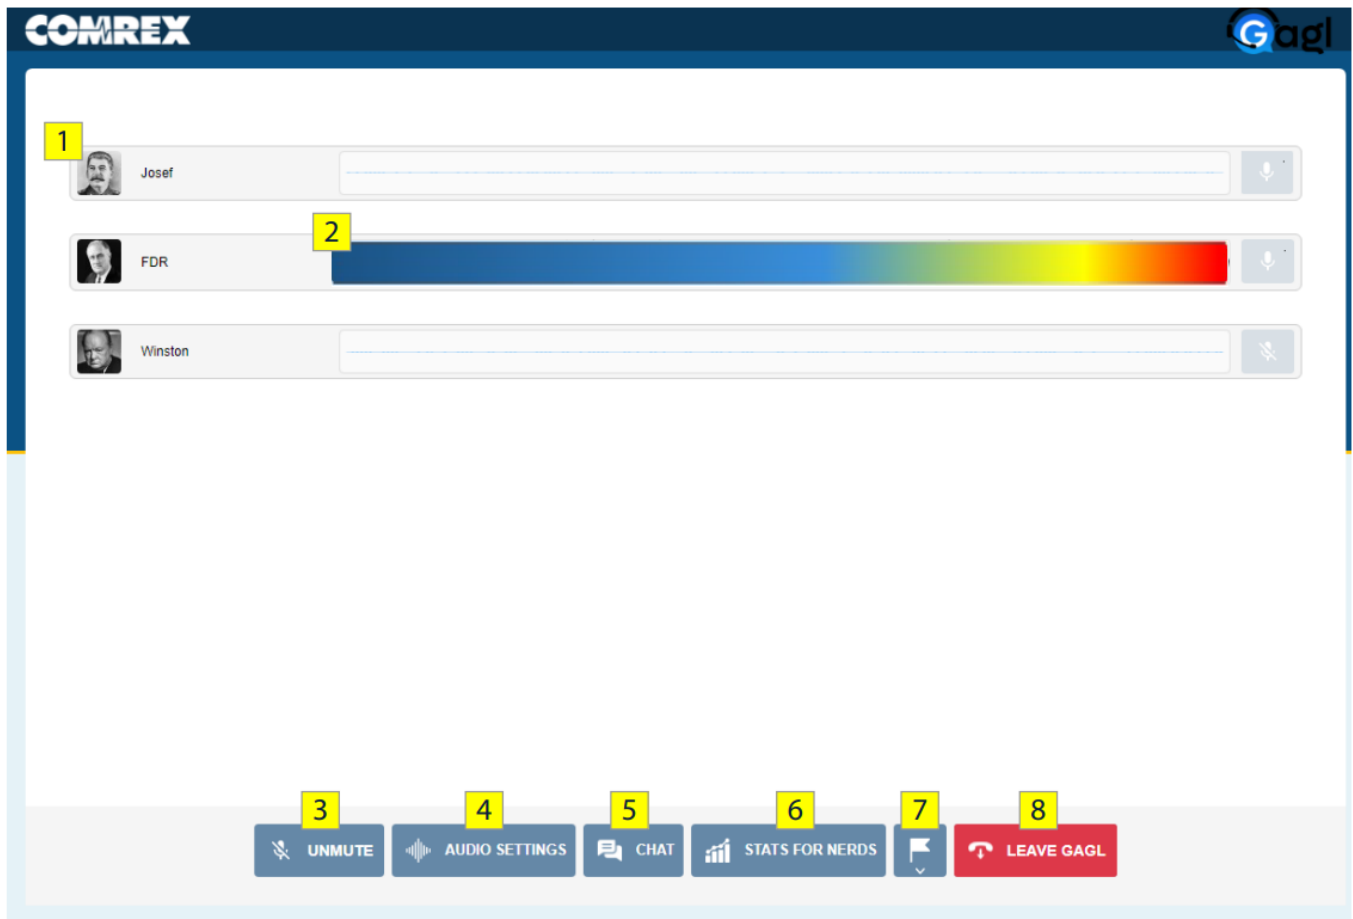 COMREX
Gagl
1
Josef
2
FDR
Winston
3
4
5
6
7
8
UNMUTE
AUDIO SETTINGS
CHAT
STATS FOR NERDS
LEAVE GAGL